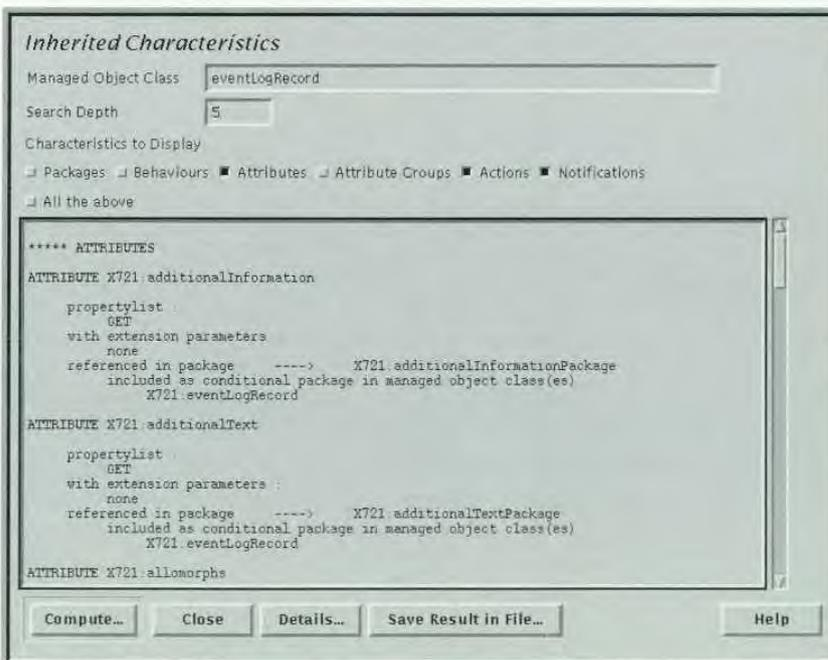 Inherited Characteristics
Managed Object Class eventLogRecord
Search Depth 5
Characteristics to Display
Packages Behaviours Attributes Attribute Groups Actions Notifications
All the above
***** ATTRIBUTES
ATTRIBUTE X721:additionalInformation
propertylist :
GET
with extension parameters
none
referenced in package ----> X721:additionalInformationPackage
included as conditional package in managed object class(es)
X721:eventLogRecord
ATTRIBUTE X721:additionalText
propertylist :
GET
with extension parameters :
none
referenced in package ----> X721:additionalTextPackage
included as conditional package in managed object class(es)
X721:eventLogRecord
ATTRIBUTE X721:allomorphs
Compute... Close Details... Save Result in File... Help